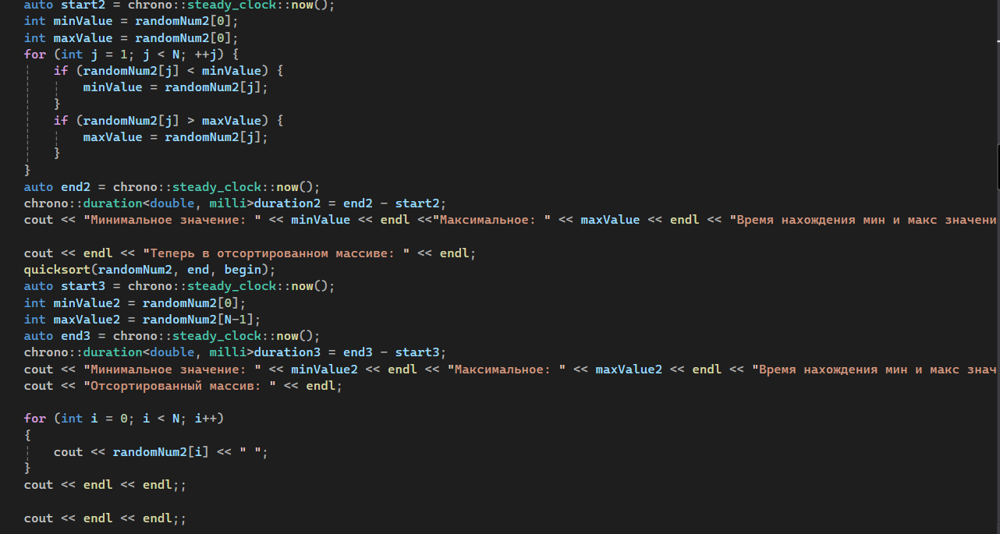 auto start2 = chrono::steady_clock::now();
int minValue = randomNum2[0];
int maxValue = randomNum2[0];
for (int j = 1; j < N; ++j) {
if (randomNum2[j] < minValue) {
minValue = randomNum2[j];
}
if (randomNum2[j] > maxValue) {
maxValue = randomNum2[j];
}
}
auto end2 = chrono::steady_clock::now();
chrono::duration<double, milli>duration2 = end2 - start2;
cout << "Минимальное значение: " << minValue << endl <<"Максимальное: " << maxValue << endl << "Время нахождения мин и макс значени
cout << endl << "Теперь в отсортированном массиве: " << endl;
quicksort(randomNum2, end, begin);
auto start3 = chrono::steady_clock::now();
int minValue2 = randomNum2[0];
int maxValue2 = randomNum2[N-1];
auto end3 = chrono::steady_clock::now();
chrono::duration<double, milli>duration3 = end3 - start3;
cout << "Минимальное значение: " << minValue2 << endl << "Максимальное: " << maxValue2 << endl << "Время нахождения мин и макс знач
cout << "Отсортированный массив: " << endl;
for (int i = 0; i < N; i++)
{
cout << randomNum2[i] << " ";
}
cout << endl << endl;;
cout << endl << endl;;